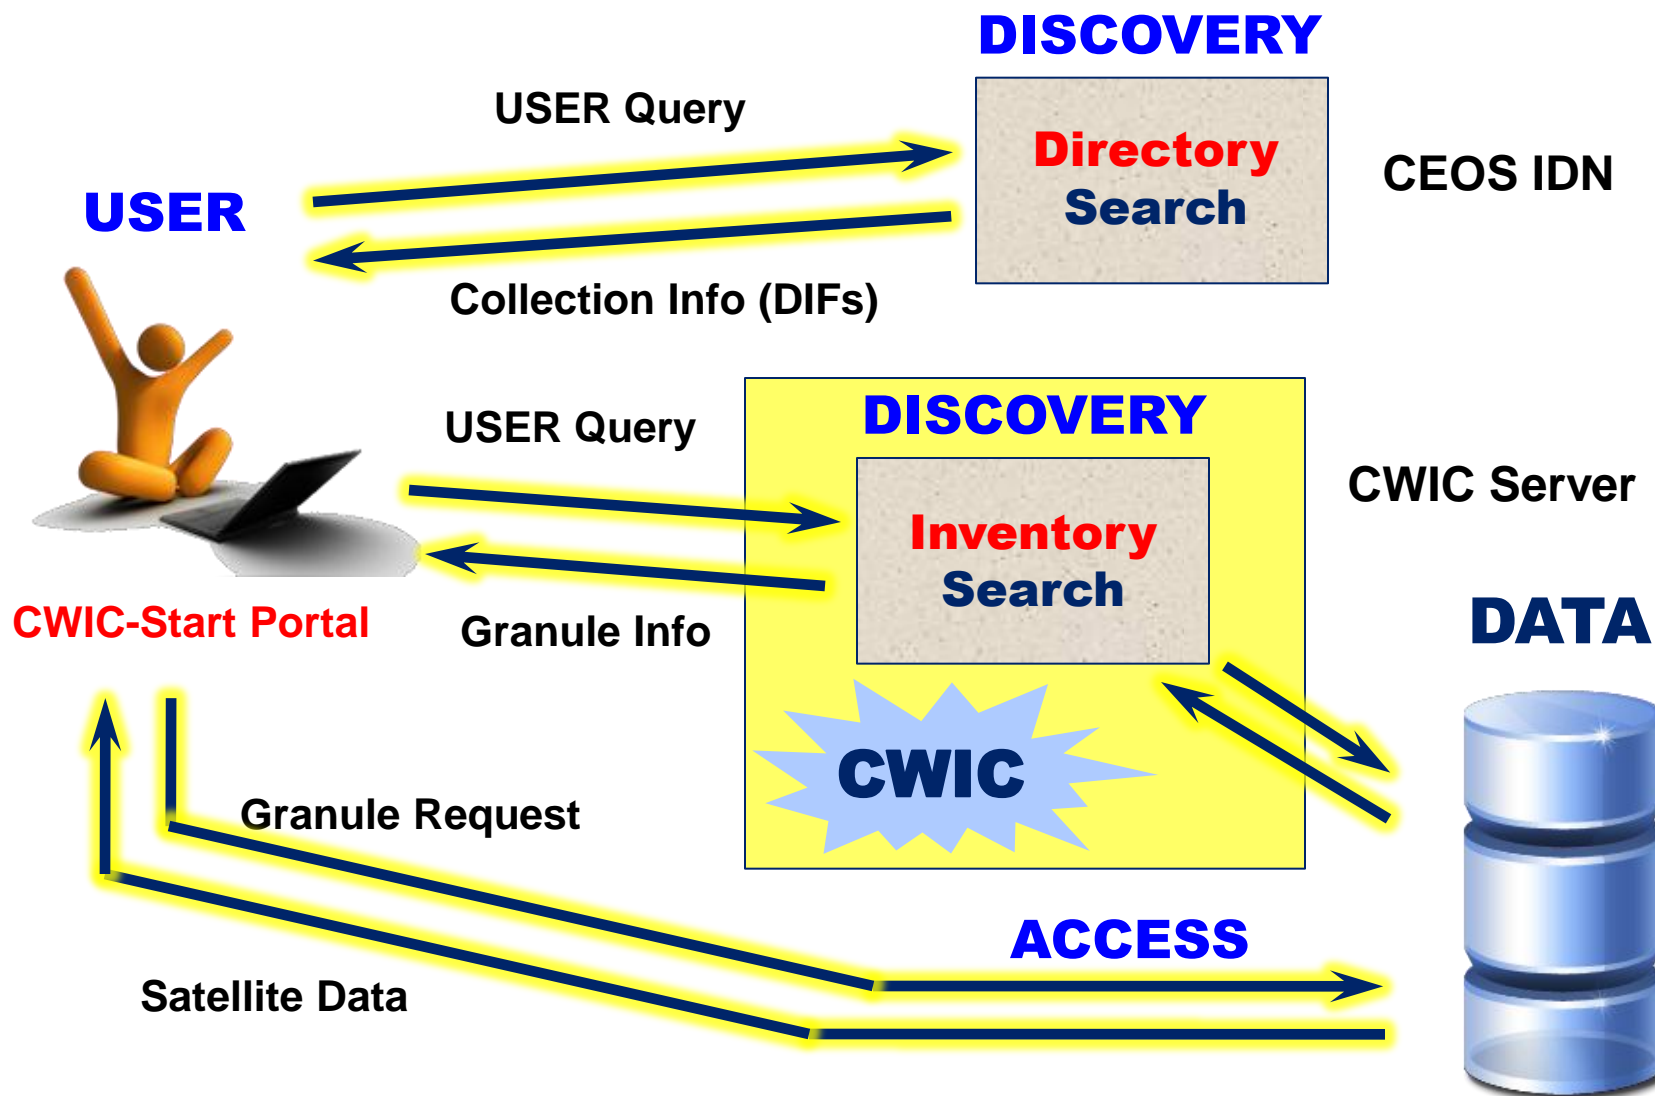 DISCOVERY
USER Query
Directory
Search
CEOS IDN
USER
Collection Info (DIFs)
DISCOVERY
USER Query
CWIC Server
Inventory
Search
CWIC-Start Portal
Granule Info
DATA
CWIC
Granule Request
ACCESS
Satellite Data